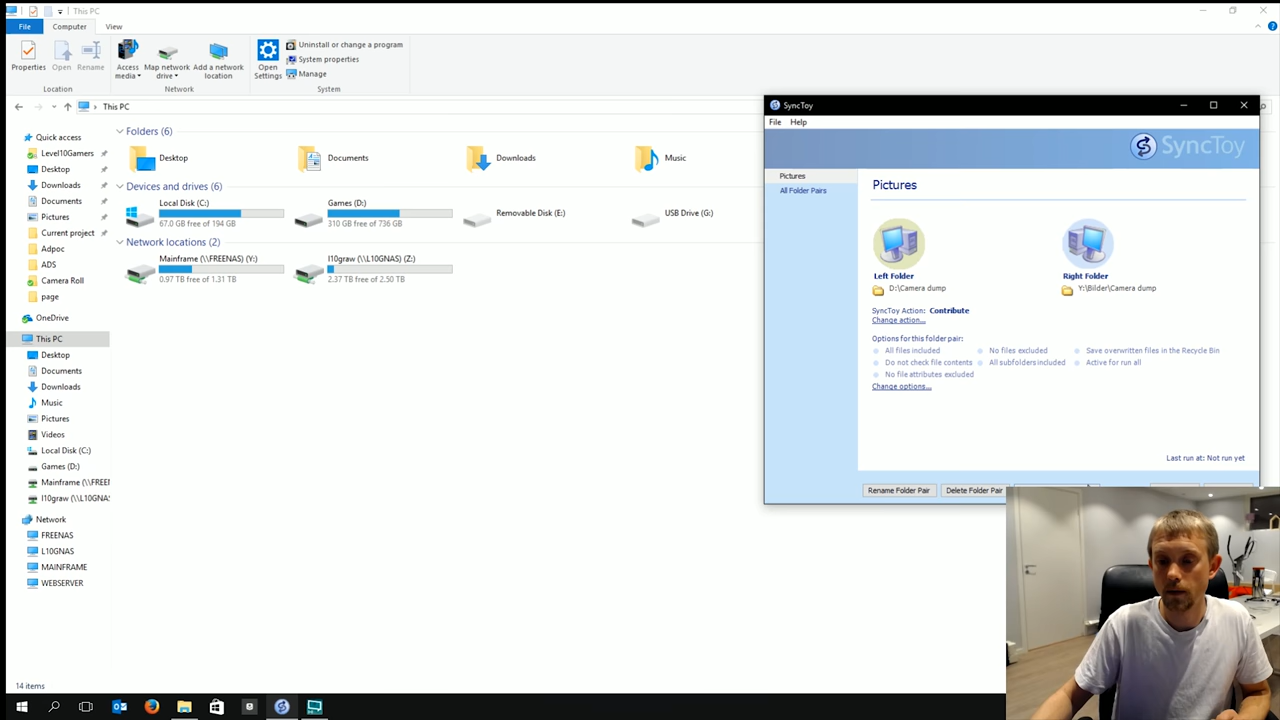 This PC
File
Computer
View
Properties
Open
Rename
Access media
Map network drive
Add a network location
Open Settings
Uninstall or change a program
System properties
Manage
Location
Network
System
This PC
Quick access
Level10Gamers
Desktop
Downloads
Documents
Pictures
Current project
Adpoc
ADS
Camera Roll
page
OneDrive
This PC
Desktop
Documents
Downloads
Music
Pictures
Videos
Local Disk (C:)
Games (D:)
Mainframe (\\FREEN
l10graw (\\L10GNAS
Network
FREENAS
L10GNAS
MAINFRAME
WEBSERVER
14 items
Folders (6)
Desktop
Documents
Downloads
Music
Devices and drives (6)
Local Disk (C:)
67.0 GB free of 194 GB
Games (D:)
310 GB free of 736 GB
Removable Disk (E:)
USB Drive (G:)
Network locations (2)
Mainframe (\\FREENAS) (Y:)
0.97 TB free of 1.31 TB
l10graw (\\L10GNAS) (Z:)
2.37 TB free of 2.50 TB
SyncToy
File Help
SyncToy
Pictures
All Folder Pairs
Pictures
Left Folder
D:\Camera dump
Right Folder
Y:\Bilder\Camera dump
SyncToy Action: Contribute
Change action...
Options for this folder pair:
All files included
No files excluded
Save overwritten files in the Recycle Bin
Do not check file contents
All subfolders included
Active for run all
No file attributes excluded
Change options...
Last run at: Not run yet
Rename Folder Pair
Delete Folder Pair